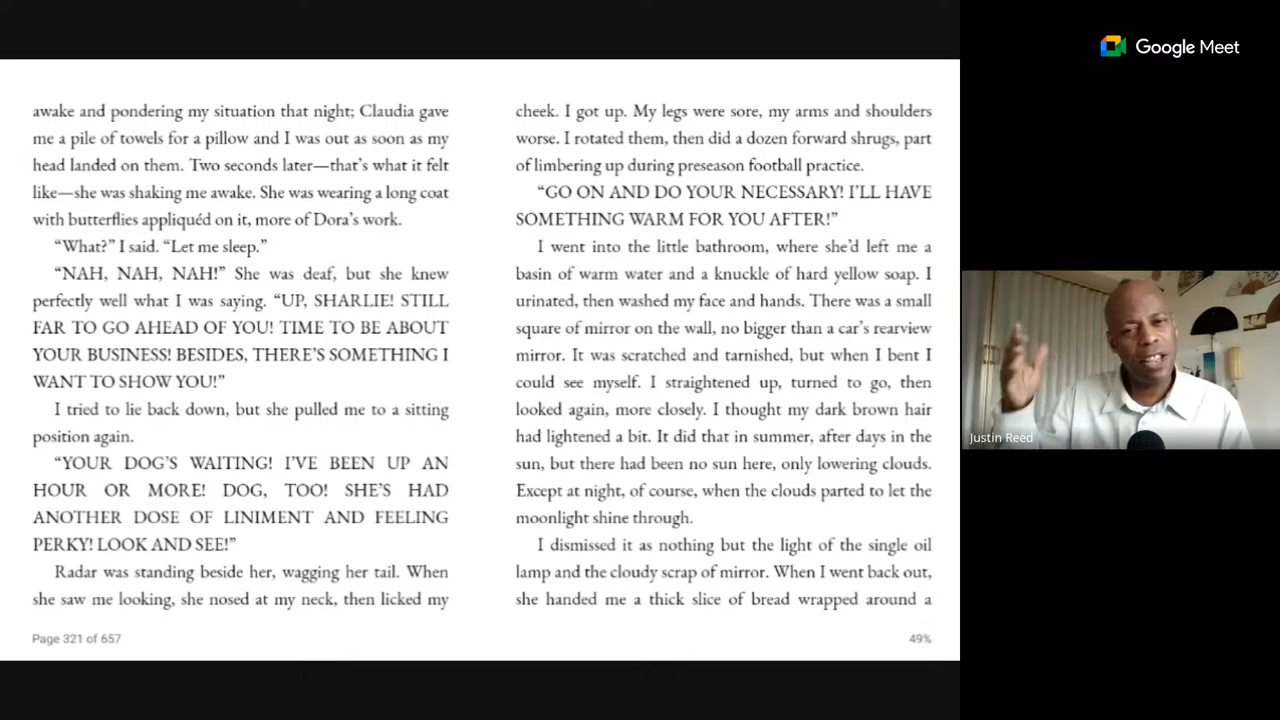 awake and pondering my situation that night; Claudia gave
me a pile of towels for a pillow and I was out as soon as my
head landed on them. Two seconds later—that's what it felt
like—she was shaking me awake. She was wearing a long coat
with butterflies appliquéd on it, more of Dora's work.
“What?” I said. “Let me sleep.”
“NAH, NAH, NAH!” She was deaf, but she knew
perfectly well what I was saying. “UP, SHARLIE! STILL
FAR TO GO AHEAD OF YOU! TIME TO BE ABOUT
YOUR BUSINESS! BESIDES, THERE'S SOMETHING I
WANT TO SHOW YOU!”
I tried to lie back down, but she pulled me to a sitting
position again.
“YOUR DOG'S WAITING! I'VE BEEN UP AN
HOUR OR MORE! DOG, TOO! SHE'S HAD
ANOTHER DOSE OF LINIMENT AND FEELING
PERKY! LOOK AND SEE!”
Radar was standing beside her, wagging her tail. When
she saw me looking, she nosed at my neck, then licked my
Page 321 of 657
cheek. I got up. My legs were sore, my arms and shoulders
worse. I rotated them, then did a dozen forward shrugs, part
of limbering up during preseason football practice.
“GO ON AND DO YOUR NECESSARY! I'LL HAVE
SOMETHING WARM FOR YOU AFTER!”
I went into the little bathroom, where she'd left me a
basin of warm water and a knuckle of hard yellow soap. I
urinated, then washed my face and hands. There was a small
square of mirror on the wall, no bigger than a car's rearview
mirror. It was scratched and tarnished, but when I bent I
could see myself. I straightened up, turned to go, then
looked again, more closely. I thought my dark brown hair
had lightened a bit. It did that in summer, after days in the
sun, but there had been no sun here, only lowering clouds.
Except at night, of course, when the clouds parted to let the
moonlight shine through.
I dismissed it as nothing but the light of the single oil
lamp and the cloudy scrap of mirror. When I went back out,
she handed me a thick slice of bread wrapped around a
49%
Google Meet
Justin Reed